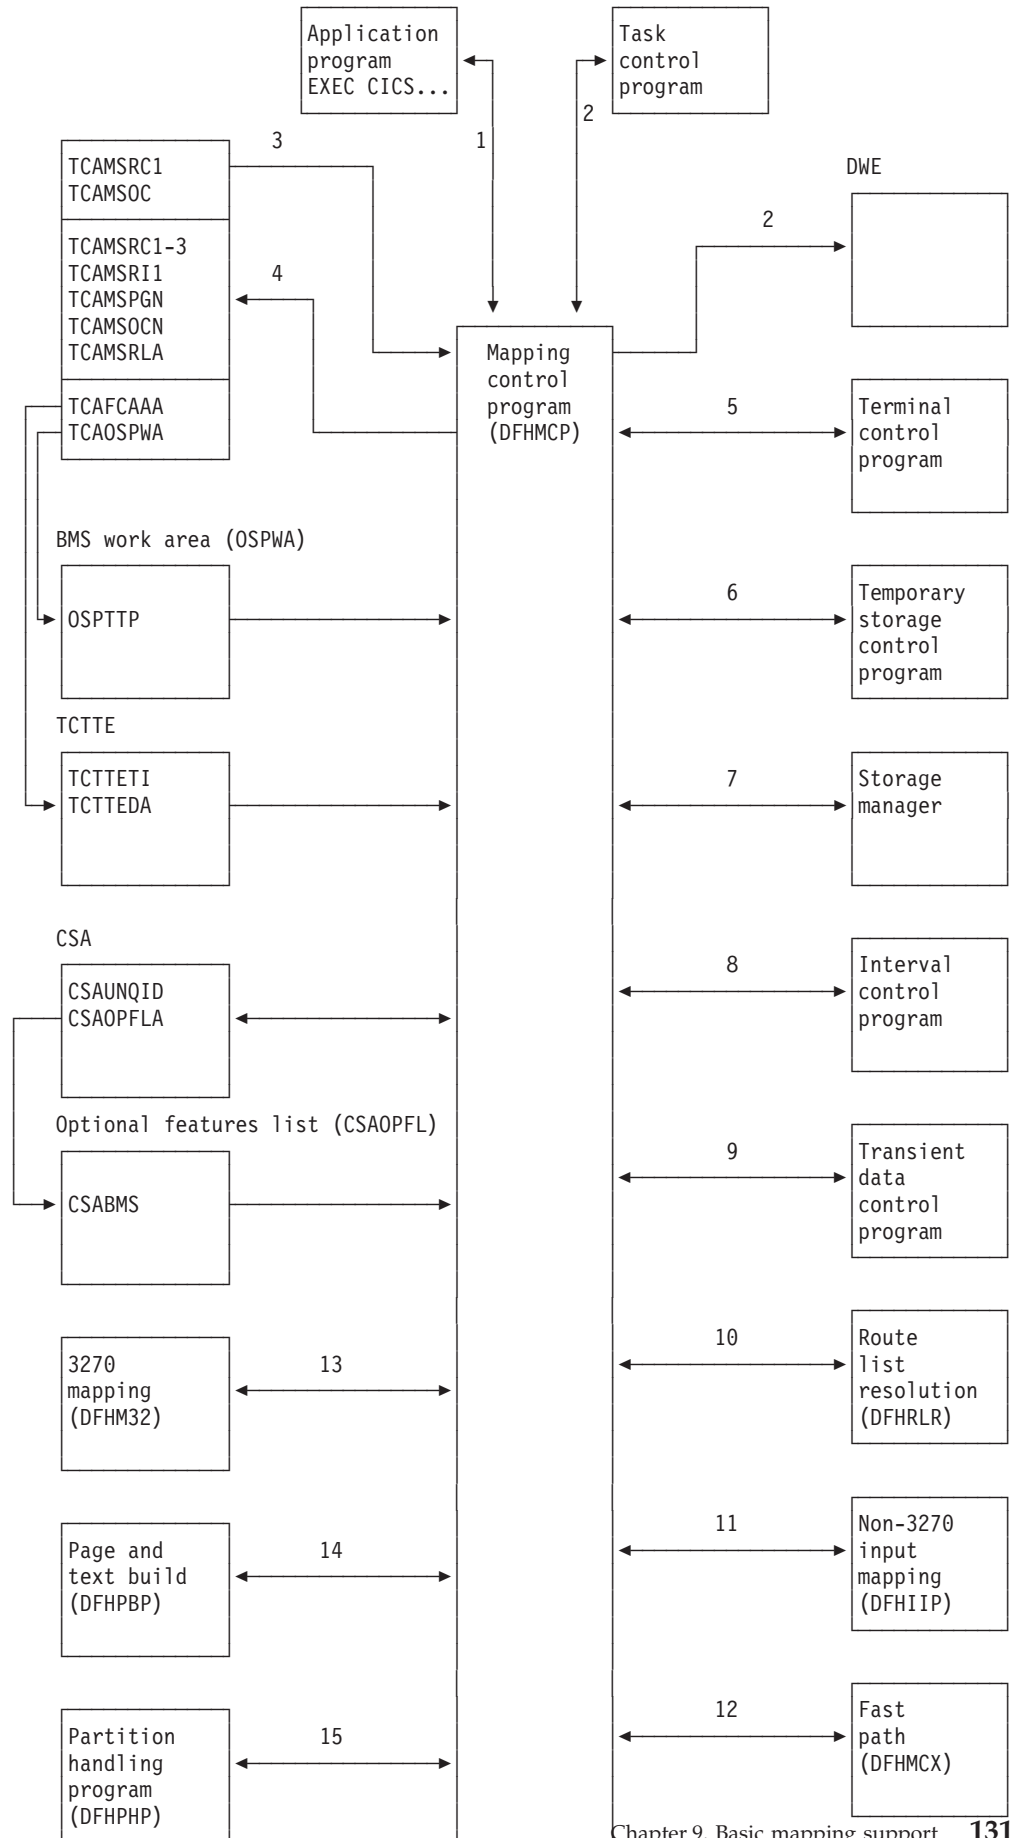 Application
program
EXEC CICS...
Task
control
program
1
2
3
TCAMSRC1
TCAMSOC
TCAMSRC1-3
TCAMSRI1
TCAMSPGN
TCAMSOCN
TCAMSRLA
TCAFCAAA
TCAOSPWA
4
DWE
2
Mapping
control
program
(DFHMCP)
5
Terminal
control
program
BMS work area (OSPWA)
OSPTTP
6
Temporary
storage
control
program
TCTTE
TCTTETI
TCTTEDA
7
Storage
manager
CSA
CSAUNQID
CSAOPFLA
8
Interval
control
program
Optional features list (CSAOPFL)
CSABMS
9
Transient
data
control
program
3270
mapping
(DFHM32)
13
10
Route
list
resolution
(DFHRLR)
Page and
text build
(DFHPBP)
14
11
Non-3270
input
mapping
(DFHIIP)
Partition
handling
program
(DFHPHP)
15
12
Fast
path
(DFHMCX)
Chapter 9. Basic mapping support 131